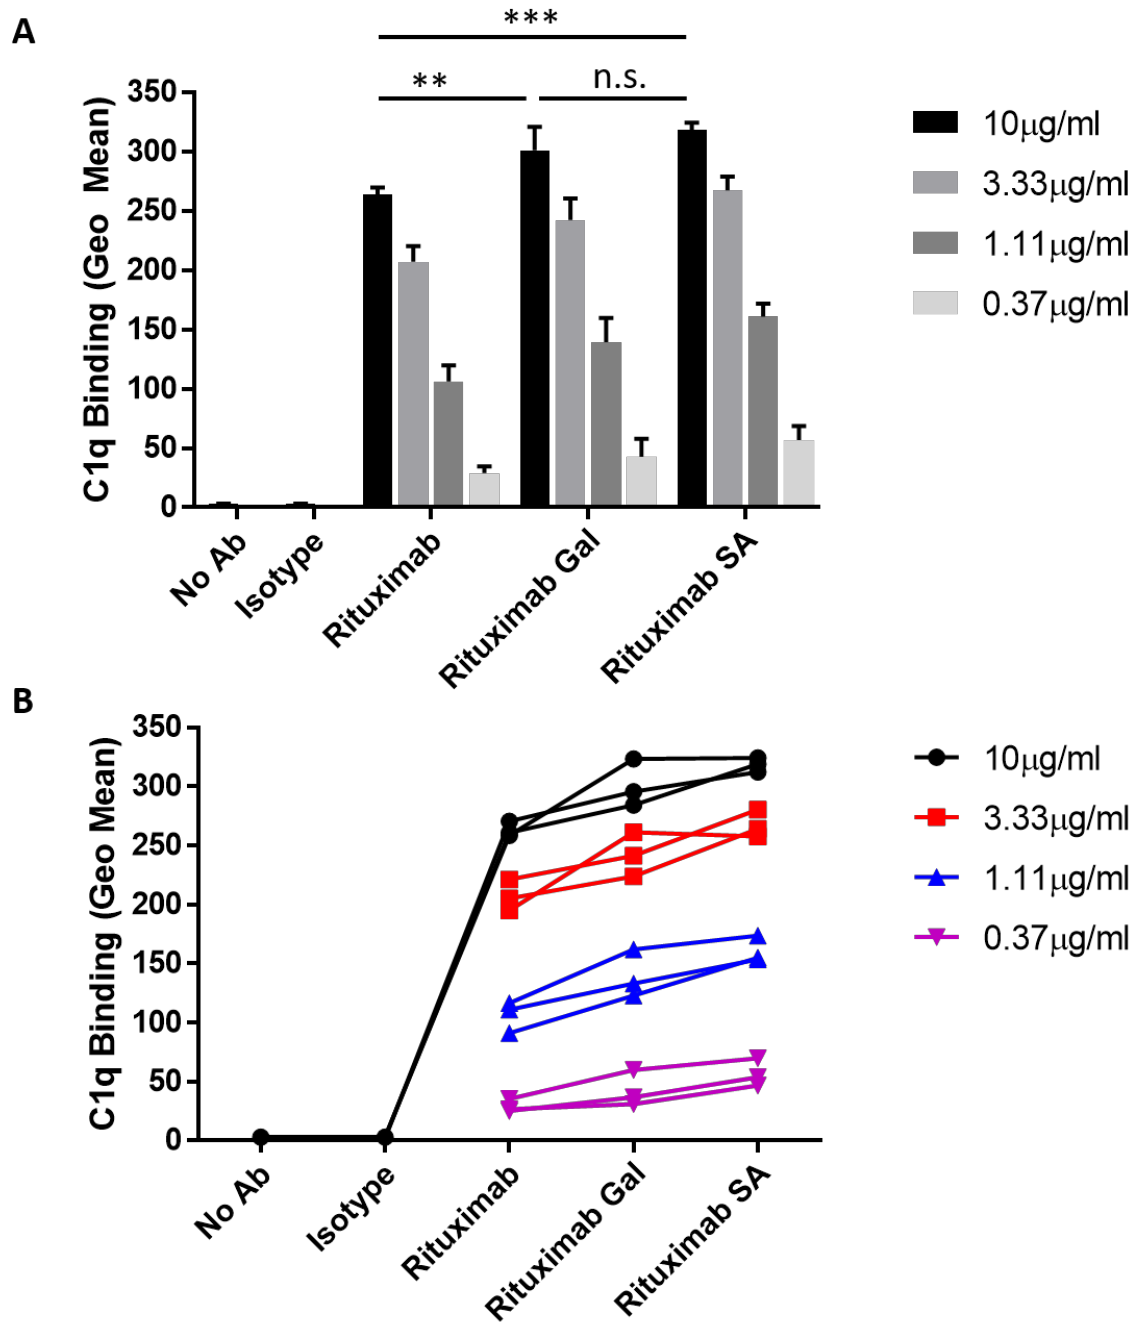 A
***
**
n.s.
C1q Binding (Geo Mean)
350
300
250
200
150
100
50
0
No Ab
Isotype
Rituximab
Rituximab Gal
Rituximab SA
10µg/ml
3.33µg/ml
1.11µg/ml
0.37µg/ml
B
C1q Binding (Geo Mean)
350
300
250
200
150
100
50
0
No Ab
Isotype
Rituximab
Rituximab Gal
Rituximab SA
10µg/ml
3.33µg/ml
1.11µg/ml
0.37µg/ml